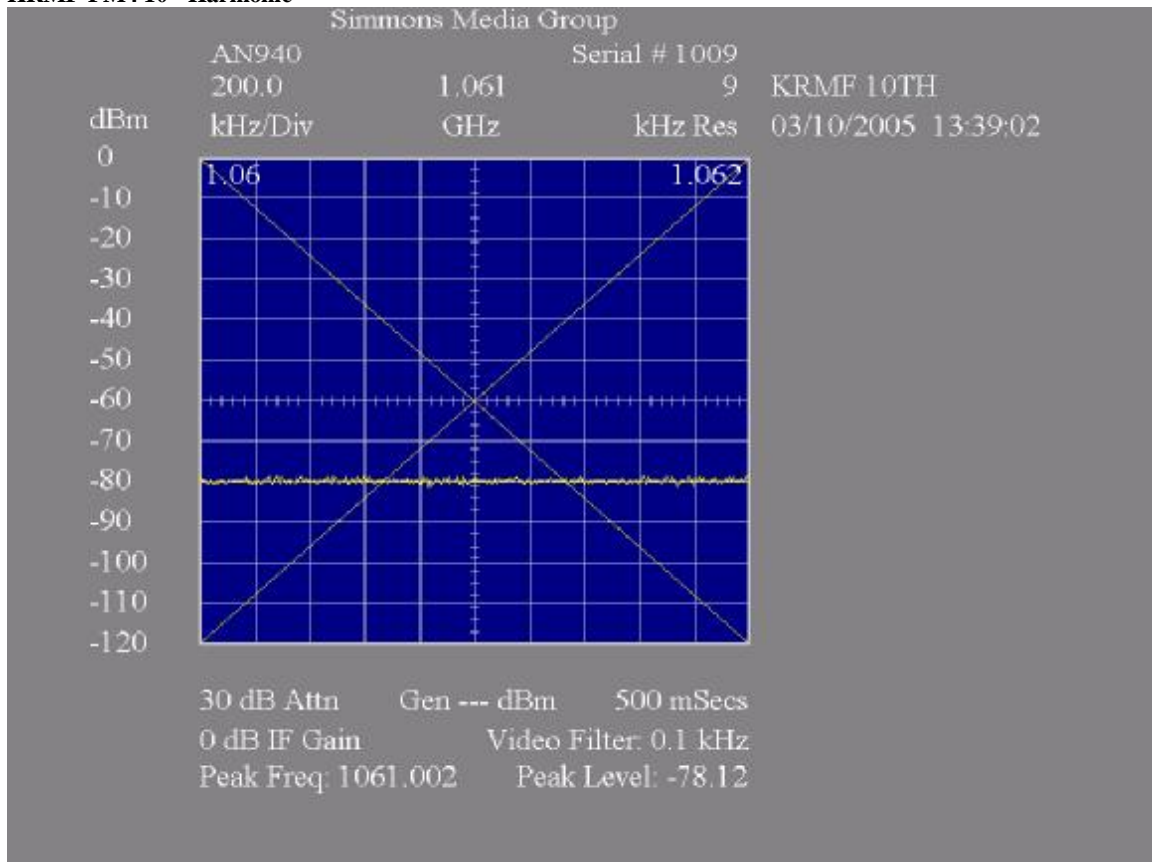 Simmons Media Group
AN940 Serial # 1009
200.0 1.061 9 KRMF 10TH
dBm kHz/Div GHz kHz Res 03/10/2005 13:39:02
0
1.06 1.062
-10
-20
-30
-40
-50
-60
-70
-80
-90
-100
-110
-120
30 dB Attn Gen --- dBm 500 mSecs
0 dB IF Gain Video Filter: 0.1 kHz
Peak Freq: 1061.002 Peak Level: -78.12